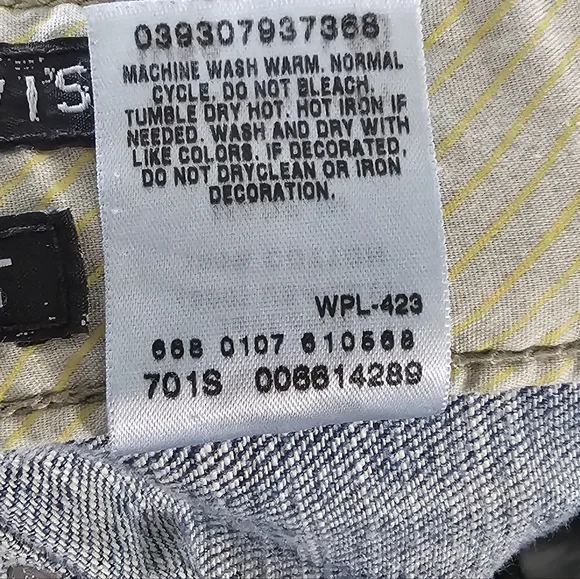 039307937368
MACHINE WASH WARM. NORMAL
CYCLE. DO NOT BLEACH.
TUMBLE DRY HOT. HOT IRON IF
NEEDED. WASH AND DRY WITH
LIKE COLORS. IF DECORATED,
DO NOT DRYCLEAN OR IRON
DECORATION.
WPL-423
668 0107 610568
701S 006614289